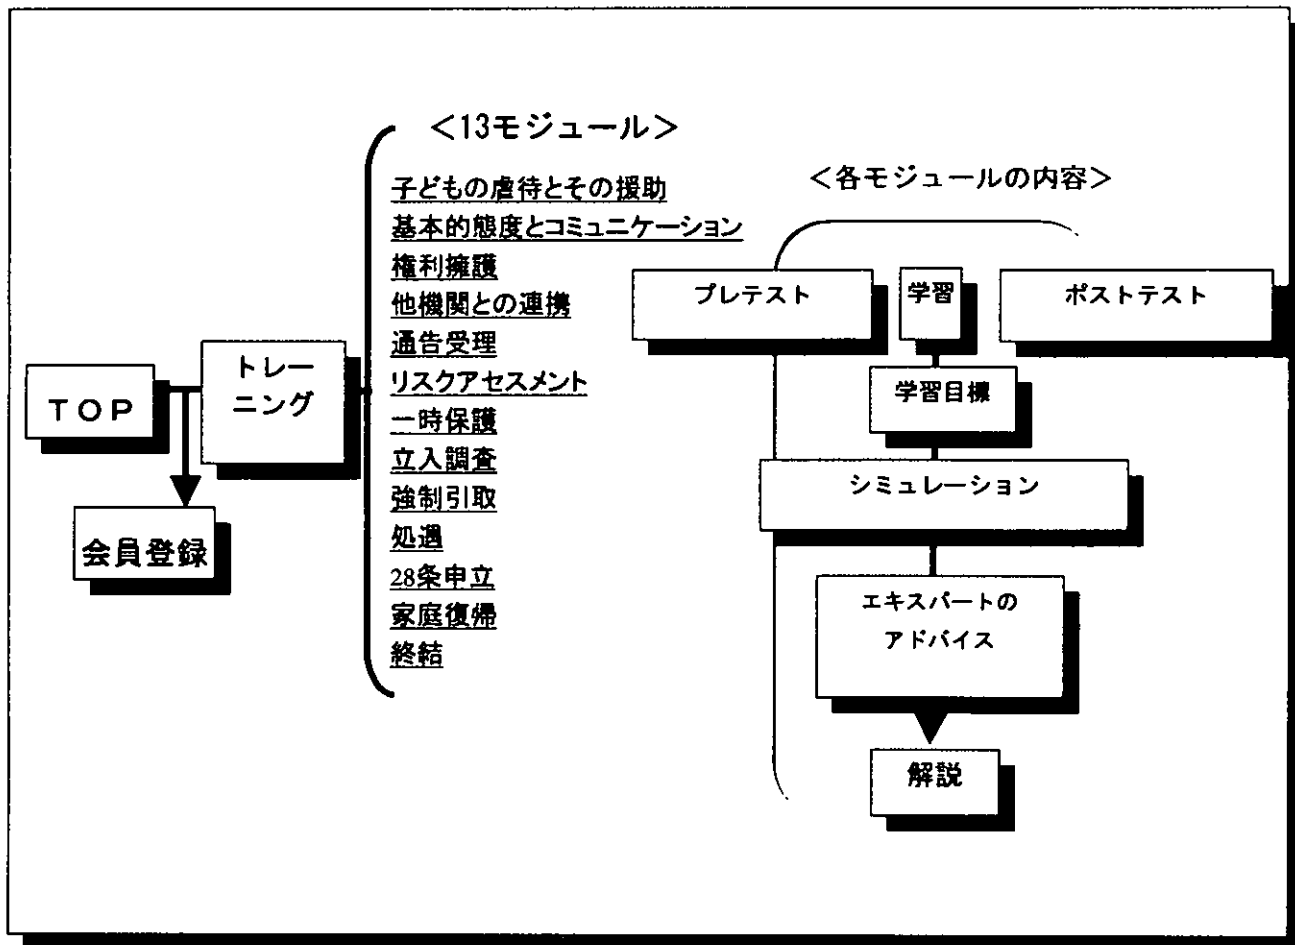 ＜13モジュール＞
子どもの虐待とその援助
基本的態度とコミュニケーション
権利擁護
他機関との連携
通告受理
リスクアセスメント
一時保護
立入調査
強制引取
処遇
28条申立
家庭復帰
終結
TOP
トレー
ニング
会員登録
＜各モジュールの内容＞
プレテスト
学習
ポストテスト
学習目標
シミュレーション
エキスパートの
アドバイス
解説